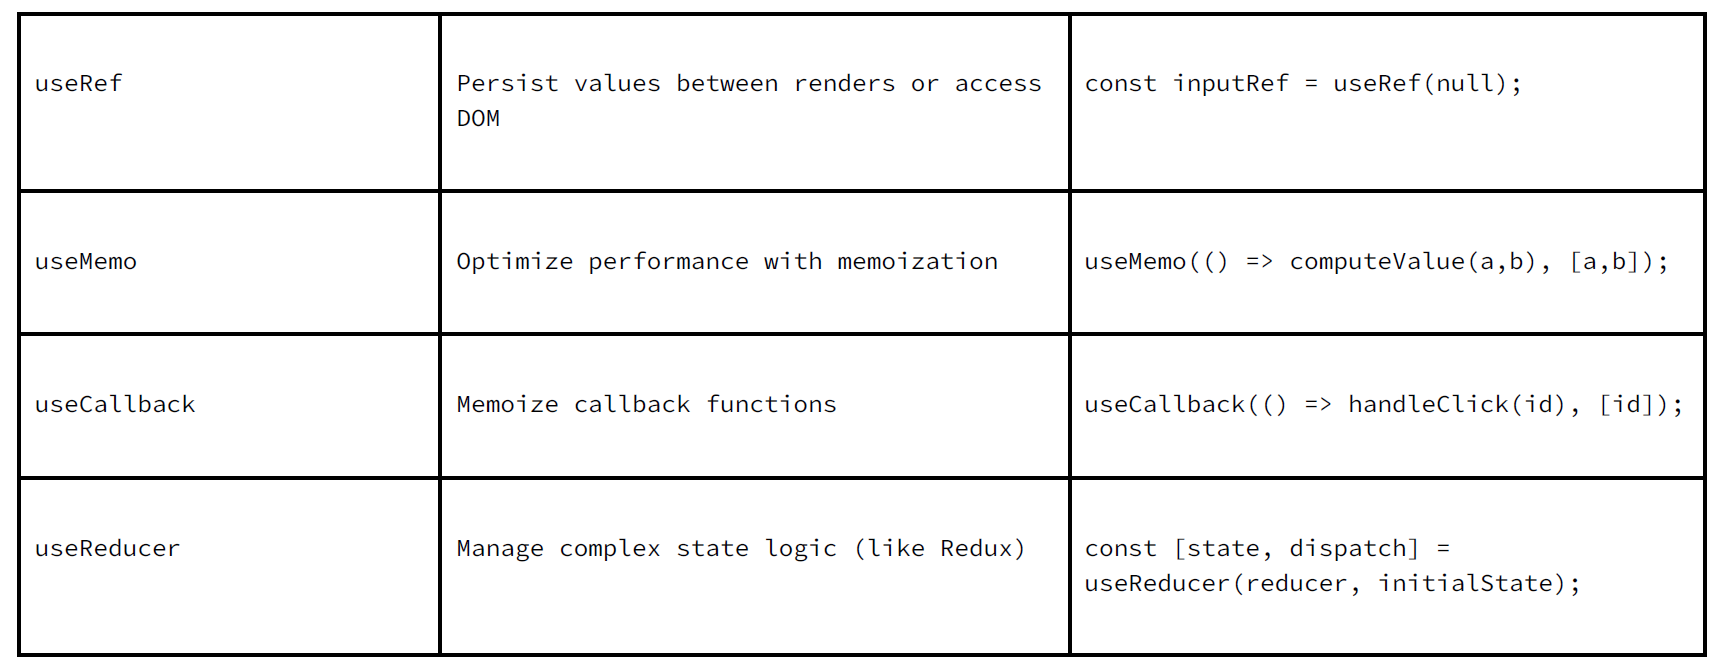 useRef
Persist values between renders or access
DOM
const inputRef = useRef(null);
useMemo
Optimize performance with memoization
useMemo(() => computeValue(a,b), [a,b]);
useCallback
Memoize callback functions
useCallback(() => handleClick(id), [id]);
useReducer
Manage complex state logic (like Redux)
const [state, dispatch] =
useReducer(reducer, initialState);